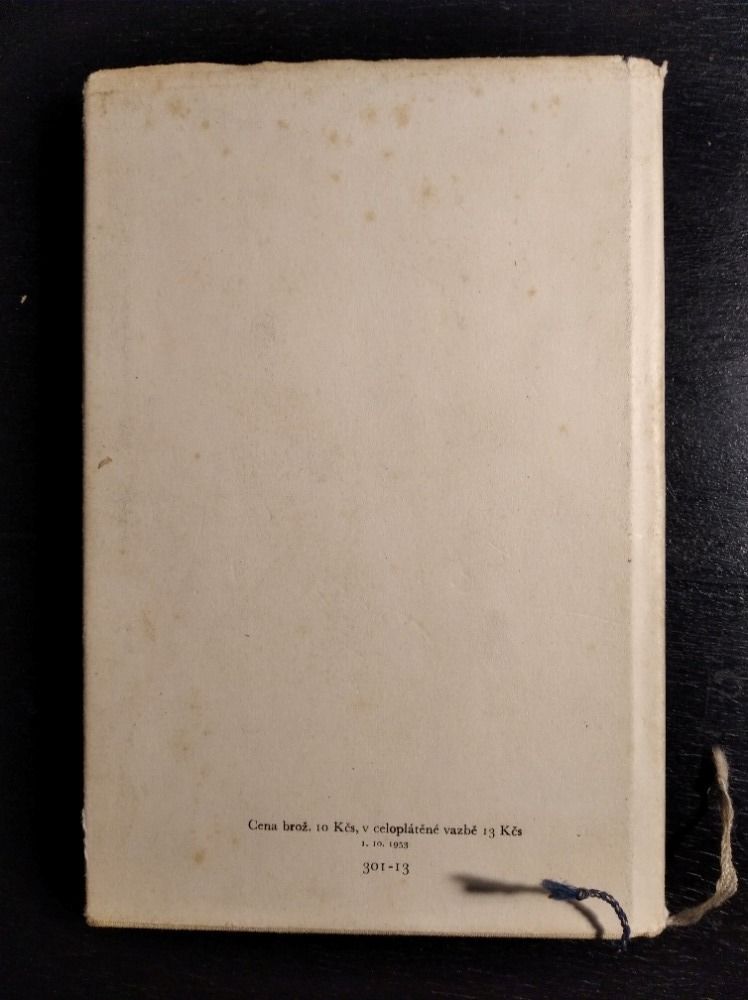 Cena brož. 10 Kčs, v celoplátěné vazbě 13 Kčs
1. 10. 1953
301-13